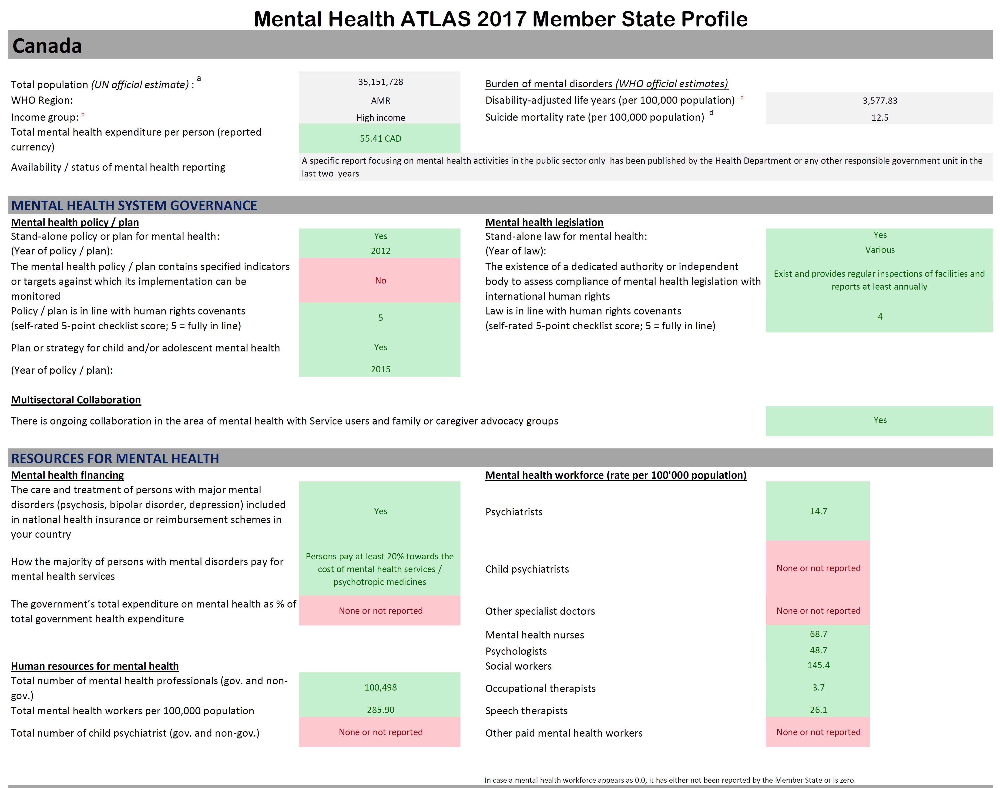 Mental Health ATLAS 2017 Member State Profile
Canada
Total population (UN official estimate) : a
35,151,728
WHO Region:
AMR
Income group: b
High income
Total mental health expenditure per person (reported
currency)
55.41 CAD
Burden of mental disorders (WHO official estimates)
Disability-adjusted life years (per 100,000 population) c
3,577.83
Suicide mortality rate (per 100,000 population) d
12.5
Availability / status of mental health reporting
A specific report focusing on mental health activities in the public sector only has been published by the Health Department or any other responsible government unit in the
last two years
MENTAL HEALTH SYSTEM GOVERNANCE
Mental health policy / plan
Stand-alone policy or plan for mental health:
Yes
(Year of policy / plan):
2012
The mental health policy / plan contains specified indicators
or targets against which its implementation can be
monitored
No
Policy / plan is in line with human rights covenants
(self-rated 5-point checklist score; 5 = fully in line)
5
Plan or strategy for child and/or adolescent mental health
Yes
(Year of policy / plan):
2015
Mental health legislation
Stand-alone law for mental health:
Yes
(Year of law):
Various
The existence of a dedicated authority or independent
body to assess compliance of mental health legislation with
international human rights
Exist and provides regular inspections of facilities and
reports at least annually
Law is in line with human rights covenants
(self-rated 5-point checklist score; 5 = fully in line)
4
Multisectoral Collaboration
There is ongoing collaboration in the area of mental health with Service users and family or caregiver advocacy groups
Yes
RESOURCES FOR MENTAL HEALTH
Mental health financing
The care and treatment of persons with major mental
disorders (psychosis, bipolar disorder, depression) included
in national health insurance or reimbursement schemes in
your country
Yes
How the majority of persons with mental disorders pay for
mental health services
Persons pay at least 20% towards the
cost of mental health services /
psychotropic medicines
The government’s total expenditure on mental health as % of
total government health expenditure
None or not reported
Human resources for mental health
Total number of mental health professionals (gov. and non-
gov.)
100,498
Total mental health workers per 100,000 population
285.90
Total number of child psychiatrist (gov. and non-gov.)
None or not reported
Mental health workforce (rate per 100'000 population)
Psychiatrists
14.7
Child psychiatrists
None or not reported
Other specialist doctors
None or not reported
Mental health nurses
68.7
Psychologists
48.7
Social workers
145.4
Occupational therapists
3.7
Speech therapists
26.1
Other paid mental health workers
None or not reported
In case a mental health workforce appears as 0.0, it has either not been reported by the Member State or is zero.